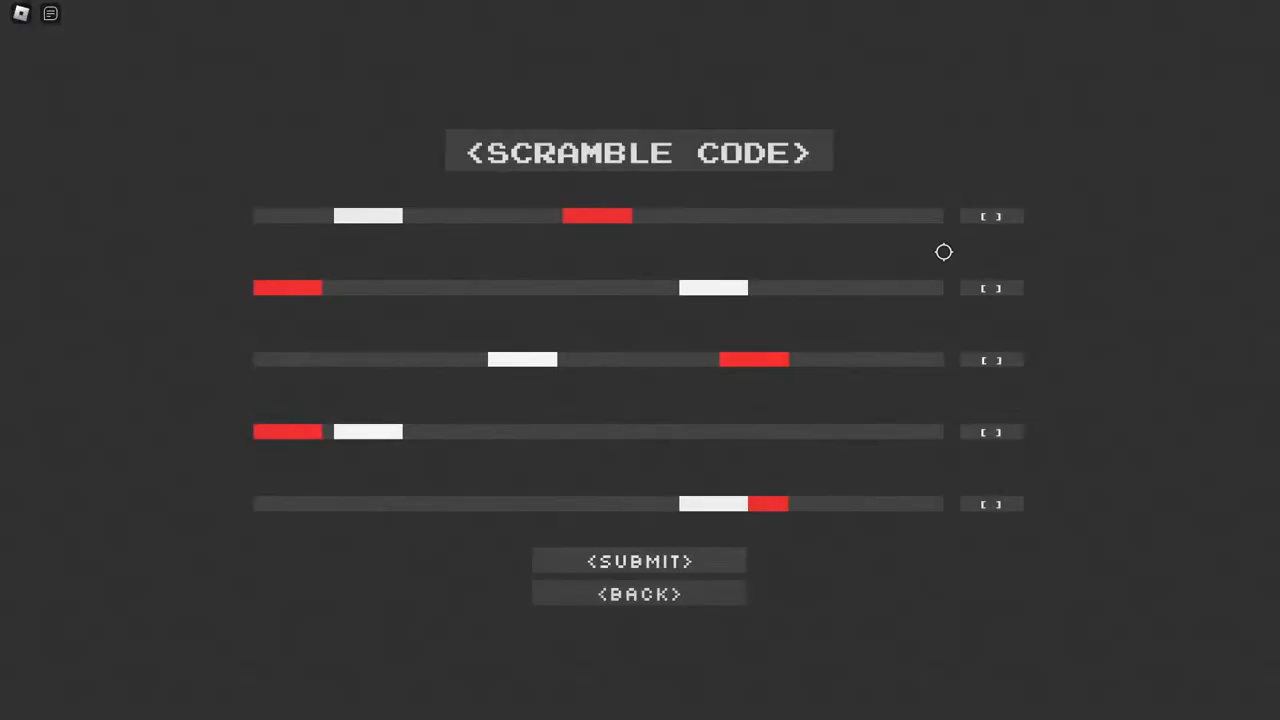 <SCRAMBLE CODE>
[ ]
[ ]
[ ]
[ ]
[ ]
<SUBMIT>
<BACK>